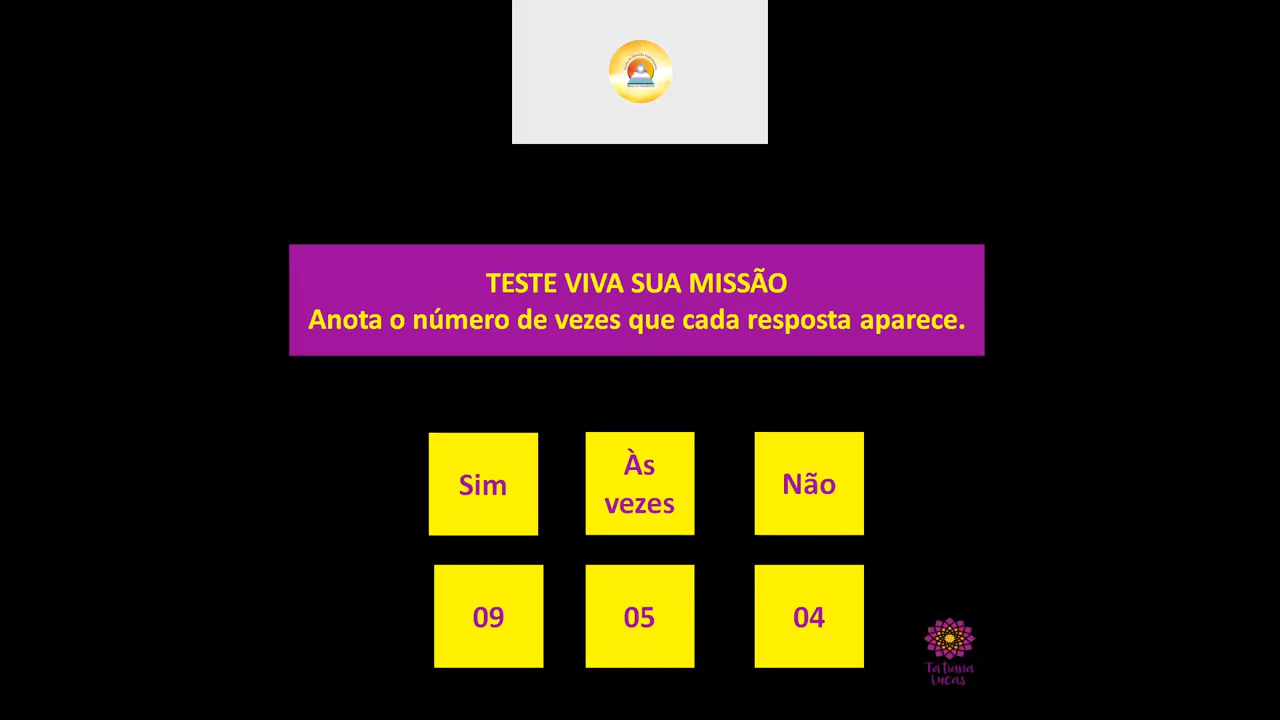 TESTE VIVA SUA MISSÃO
Anota o número de vezes que cada resposta aparece.
Sim
Às
vezes
Não
09
05
04
Tatiana
Lucas